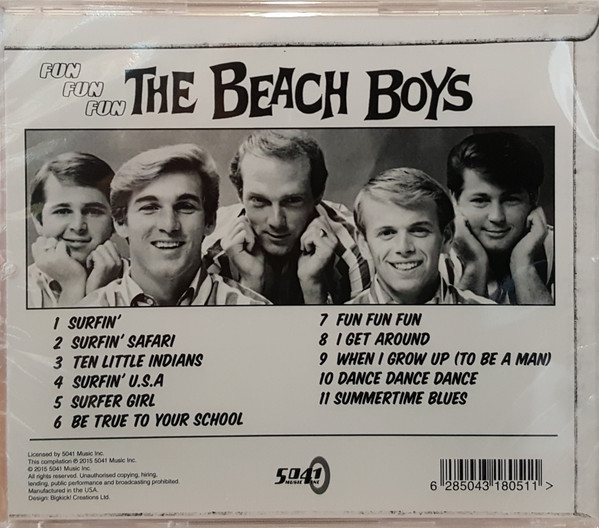 FUN
FUN
FUN
THE BEACH BOYS
1 SURFIN'
2 SURFIN' SAFARI
3 TEN LITTLE INDIANS
4 SURFIN' U.S.A
5 SURFER GIRL
6 BE TRUE TO YOUR SCHOOL
7 FUN FUN FUN
8 I GET AROUND
9 WHEN I GROW UP (TO BE A MAN)
10 DANCE DANCE DANCE
11 SUMMERTIME BLUES
Licensed by 5041 Music Inc.
This compilation ℗ 2015 5041 Music Inc.
© 2015 5041 Music Inc
All rights reserved. Unauthorised copying, hiring,
lending, public performance and broadcasting prohibited.
Manufactured in the USA.
Design: Bigkick! Creations Ltd.
5041
MUSIC INC
6 285043 180511 >